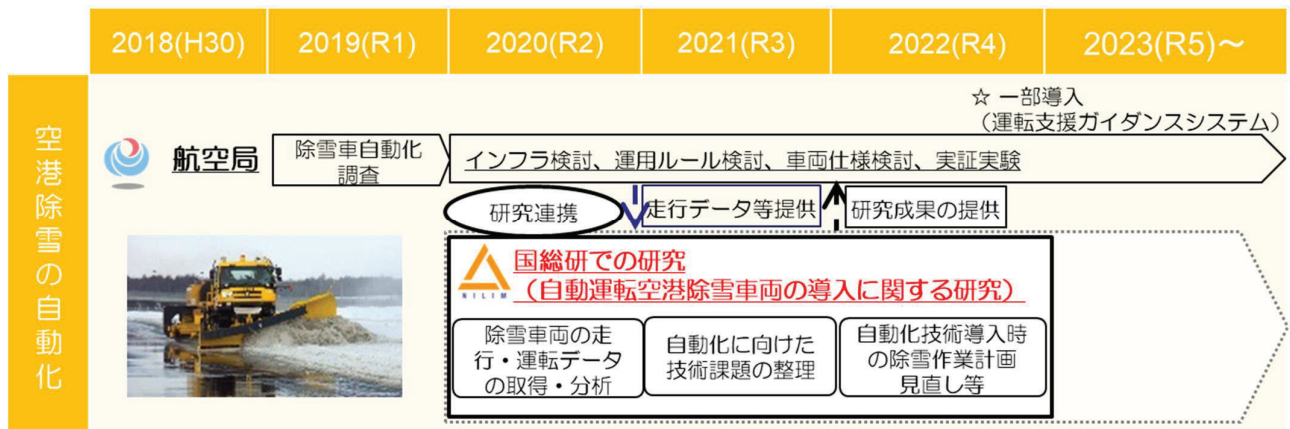 2018(H30)
2019(R1)
2020(R2)
2021(R3)
2022(R4)
2023(R5)～
空港除雪の自動化
☆ 一部導入
（運転支援ガイダンスシステム）
航空局
除雪車自動化
調査
インフラ検討、運用ルール検討、車両仕様検討、実証実験
研究連携
走行データ等提供
研究成果の提供
NILIM
国総研での研究
（自動運転空港除雪車両の導入に関する研究）
除雪車両の走
行・運転データ
の取得・分析
自動化に向けた
技術課題の整理
自動化技術導入時
の除雪作業計画
見直し等